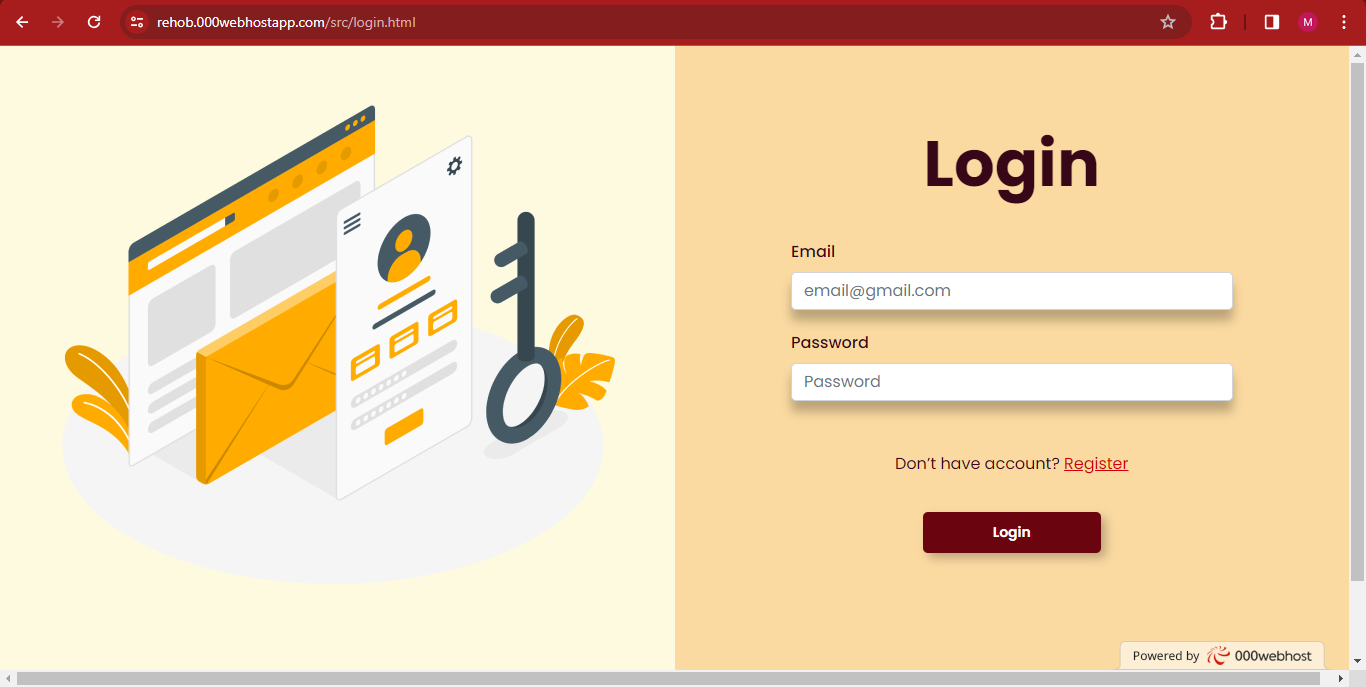 rehob.000webhostapp.com/src/login.html
M
Login
Email
email@gmail.com
Password
Password
Don’t have account? Register
Login
Powered by 000webhost